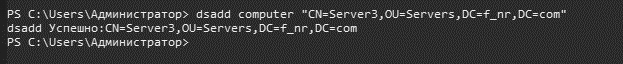 PS C:\Users\Администратор> dsadd computer "CN=Server3,OU=Servers,DC=f_nr,DC=com"
dsadd Успешно:CN=Server3,OU=Servers,DC=f_nr,DC=com
PS C:\Users\Администратор>